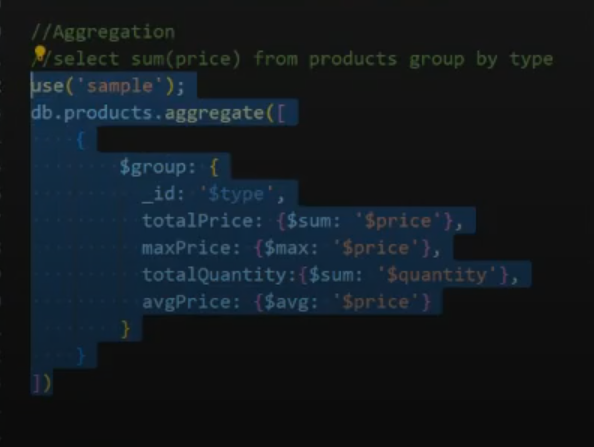 //Aggregation
//select sum(price) from products group by type
use('sample');
db.products.aggregate([
{
$group: {
_id: '$type',
totalPrice: {$sum: '$price'},
maxPrice: {$max: '$price'},
totalQuantity:{$sum: '$quantity'},
avgPrice: {$avg: '$price'}
}
}
])